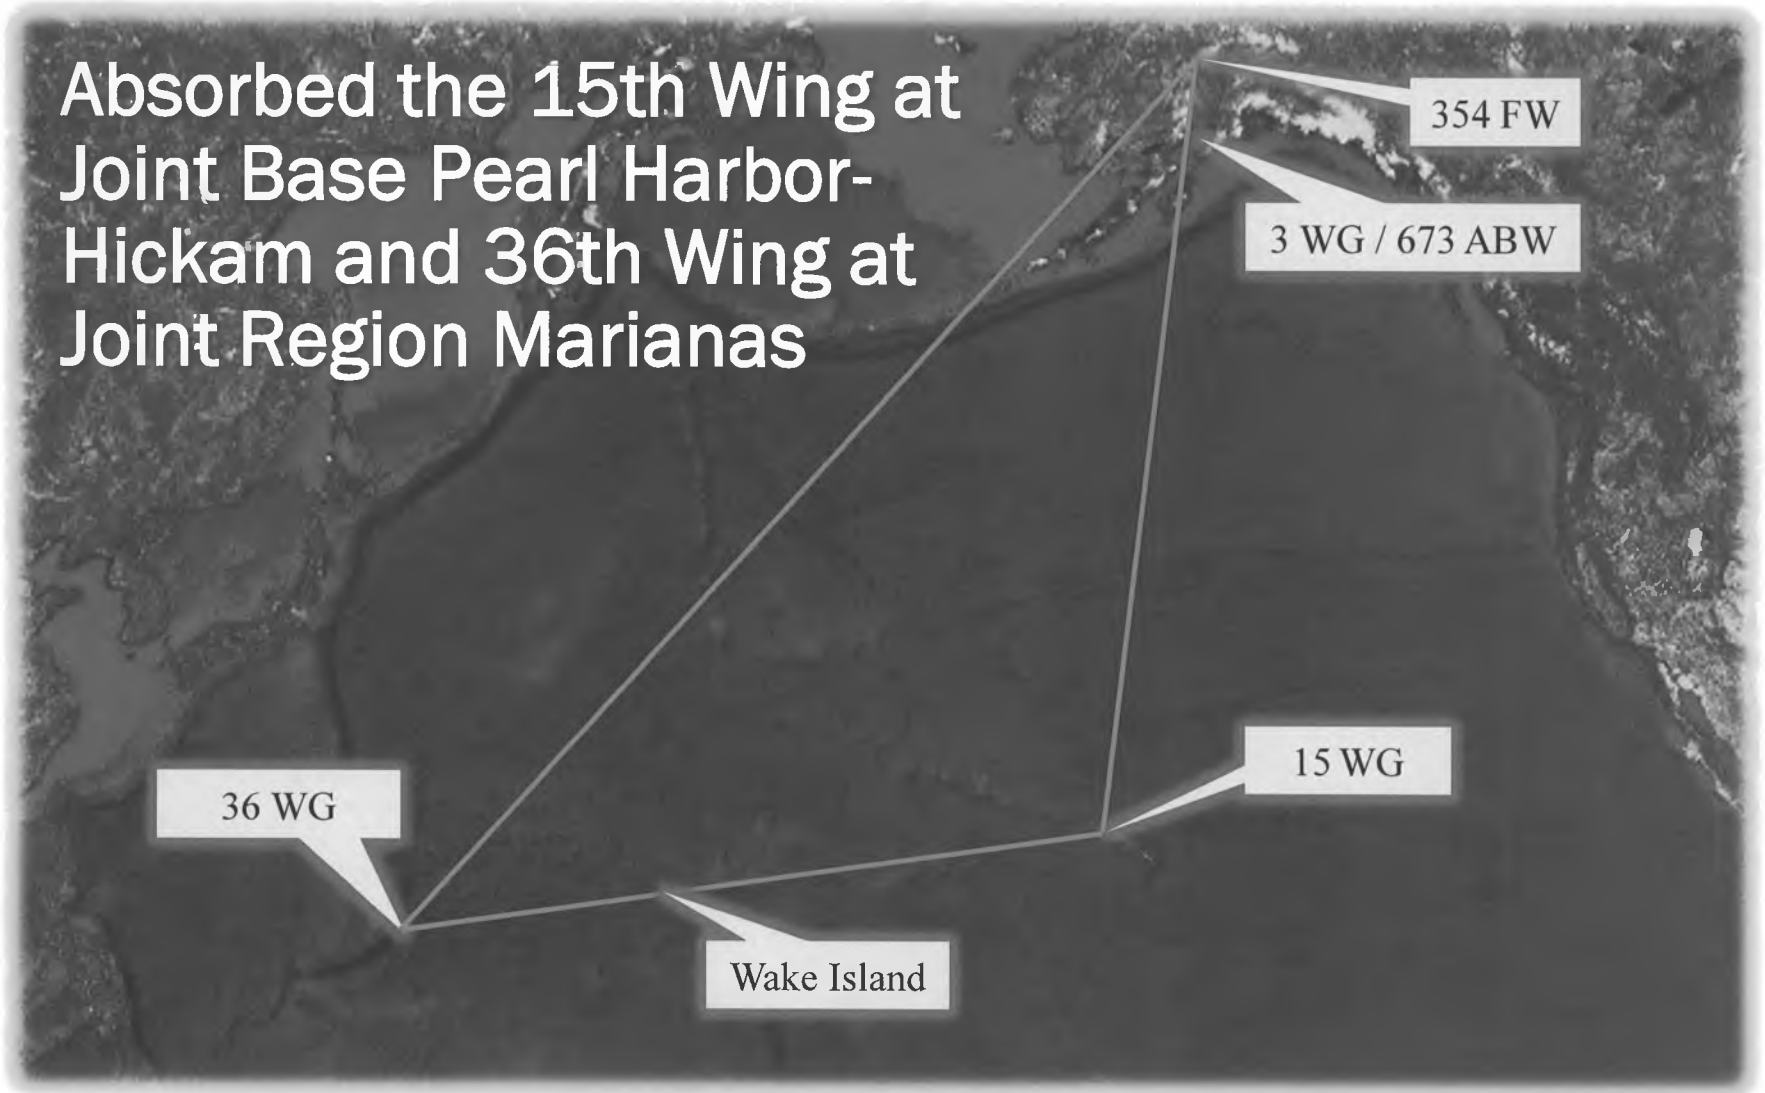 Absorbed the 15th Wing at
Joint Base Pearl Harbor-
Hickam and 36th Wing at
Joint Region Marianas
354 FW
3 WG / 673 ABW
15 WG
36 WG
Wake Island